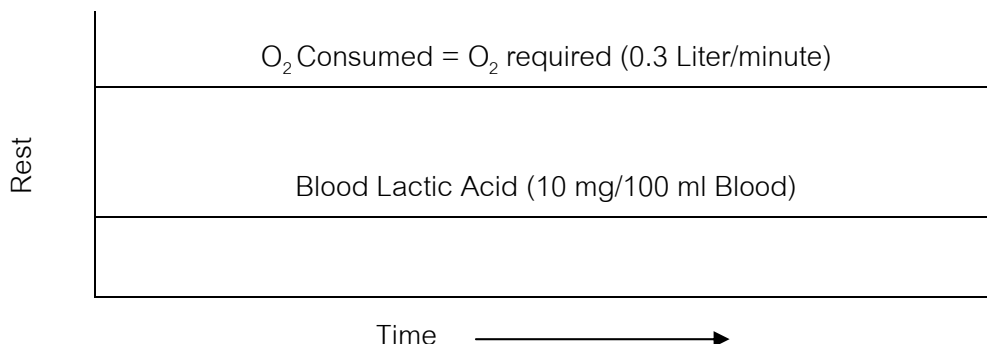 O₂ Consumed = O₂ required (0.3 Liter/minute)
Rest
Blood Lactic Acid (10 mg/100 ml Blood)
Time